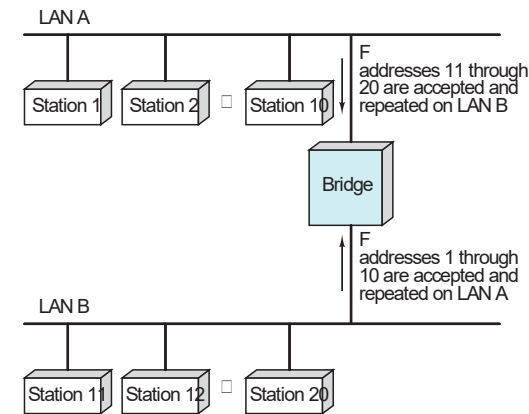 LAN A
Station 1
Station 2
Station 10
F
addresses 11 through
20 are accepted and
repeated on LAN B
Bridge
F
addresses 1 through
10 are accepted and
repeated on LAN A
LAN B
Station 11
Station 12
Station 20